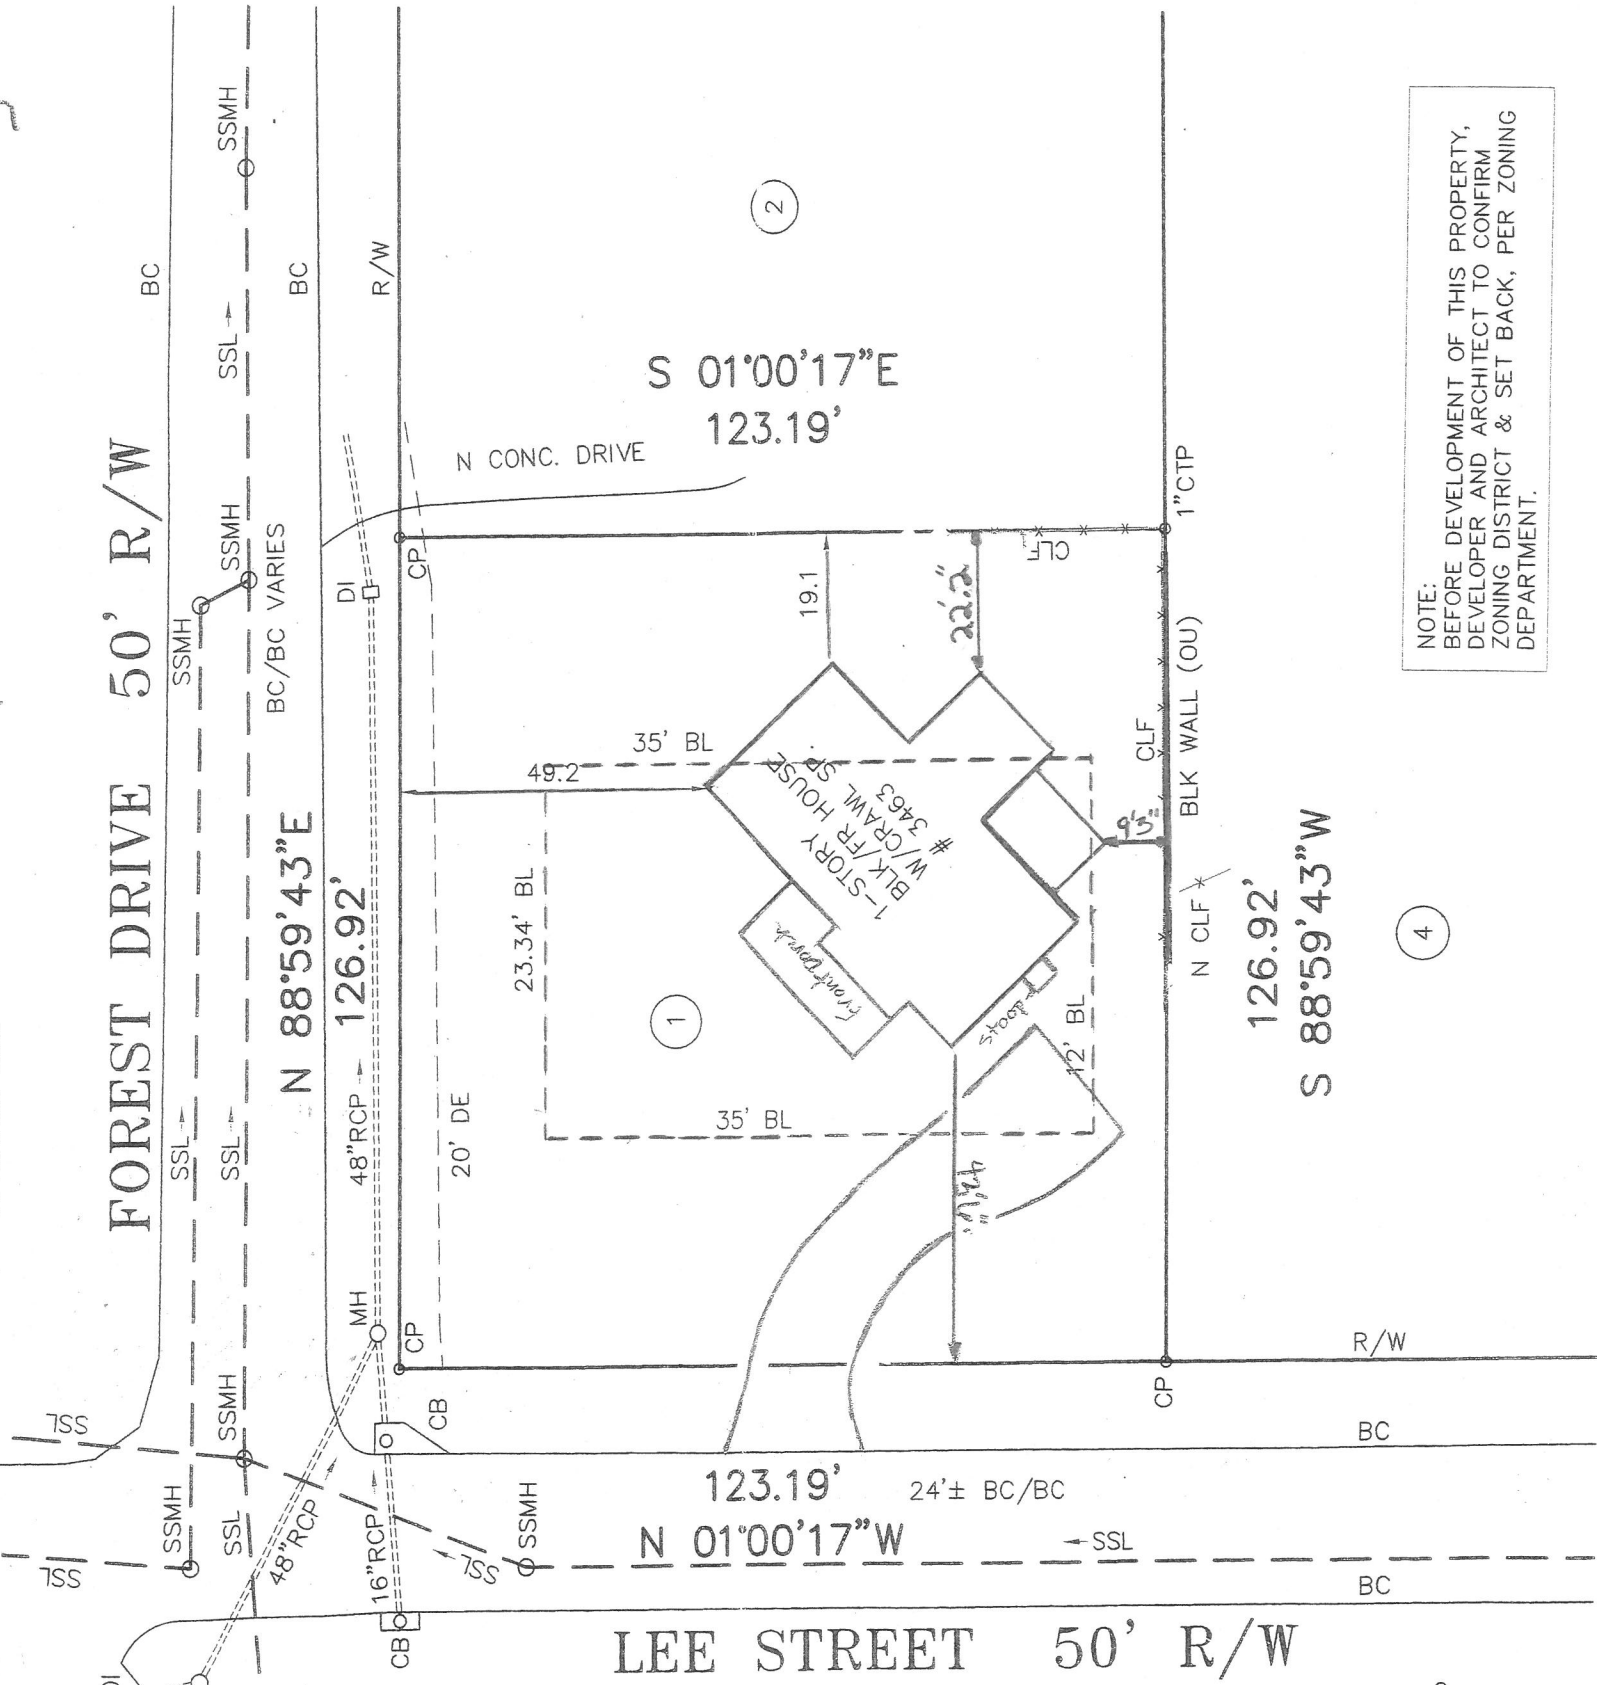 FOREST DRIVE 50' R/W
BC
SSMH
SSL
BC
R/W
SSMH
SSMH
BC/BC VARIES
SSL
SSL
N 88°59'43"E
126.92'
48"RCP
MH
DI
CP
CP
20' DE
N CONC. DRIVE
S 01°00'17"E
123.19'
2
35' BL
49.2
23.34' BL
19.1
22'.2"
CLF
1"CTP
1-STORY HOUSE
BLK/FR
W/CRAWL SP.
# 3463
front porch
1
stoop
12' BL
35' BL
9'3"
CLF
BLK WALL (OU)
N CLF
126.92'
S 88°59'43"W
4
NOTE:
BEFORE DEVELOPMENT OF THIS PROPERTY,
DEVELOPER AND ARCHITECT TO CONFIRM
ZONING DISTRICT & SET BACK, PER ZONING
DEPARTMENT.
R/W
CP
BC
SSL
SSMH
SSMH
SSL
SSL
48"RCP
16"RCP
CB
CB
SSL
SSMH
123.19'
24'± BC/BC
N 01°00'17"W
SSL
BC
DI
LEE STREET 50' R/W